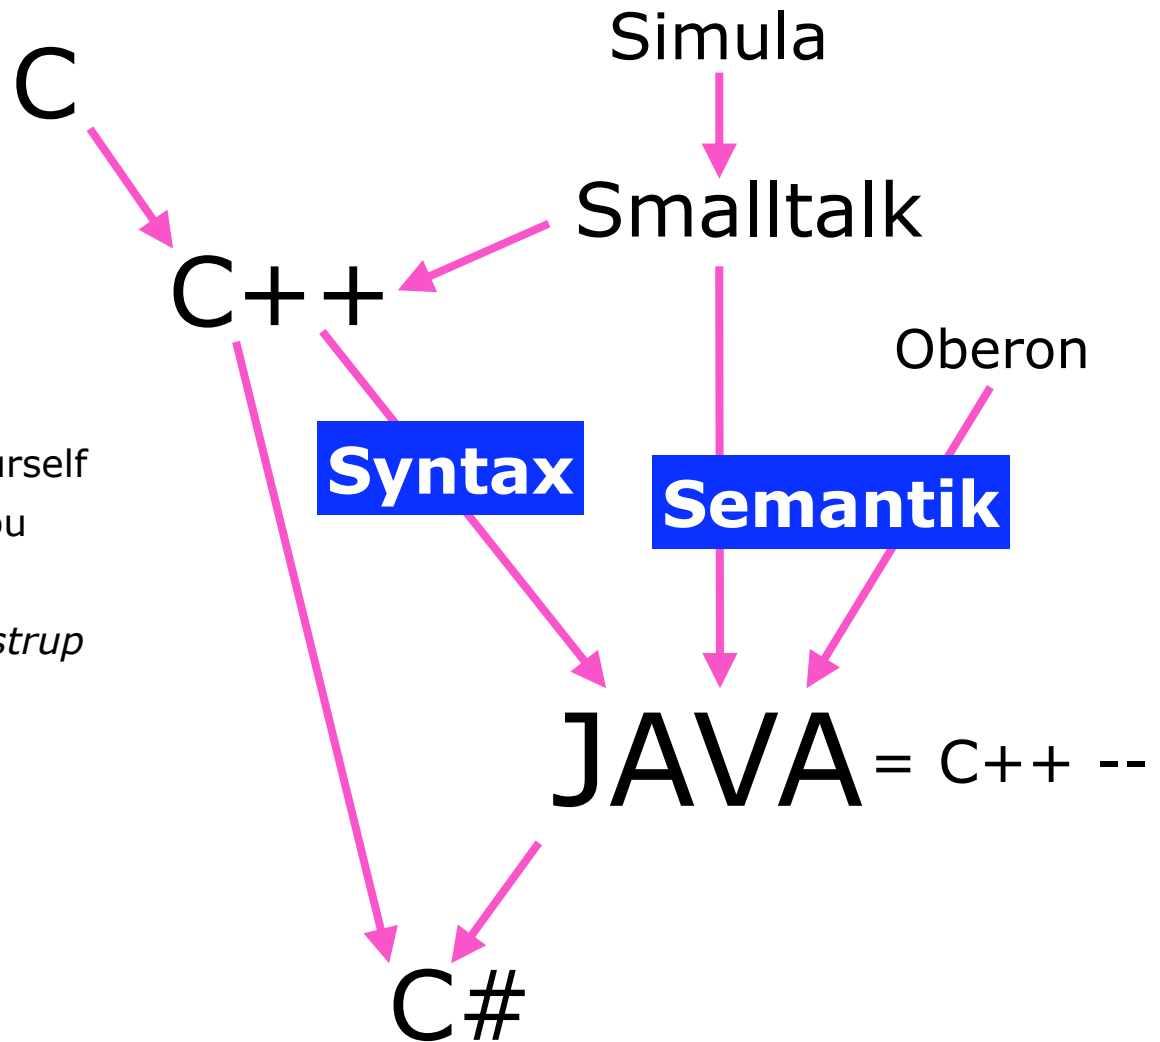 Simula
C
Smalltalk
C++
Oberon
Syntax
Semantik
JAVA = C++ --
C#